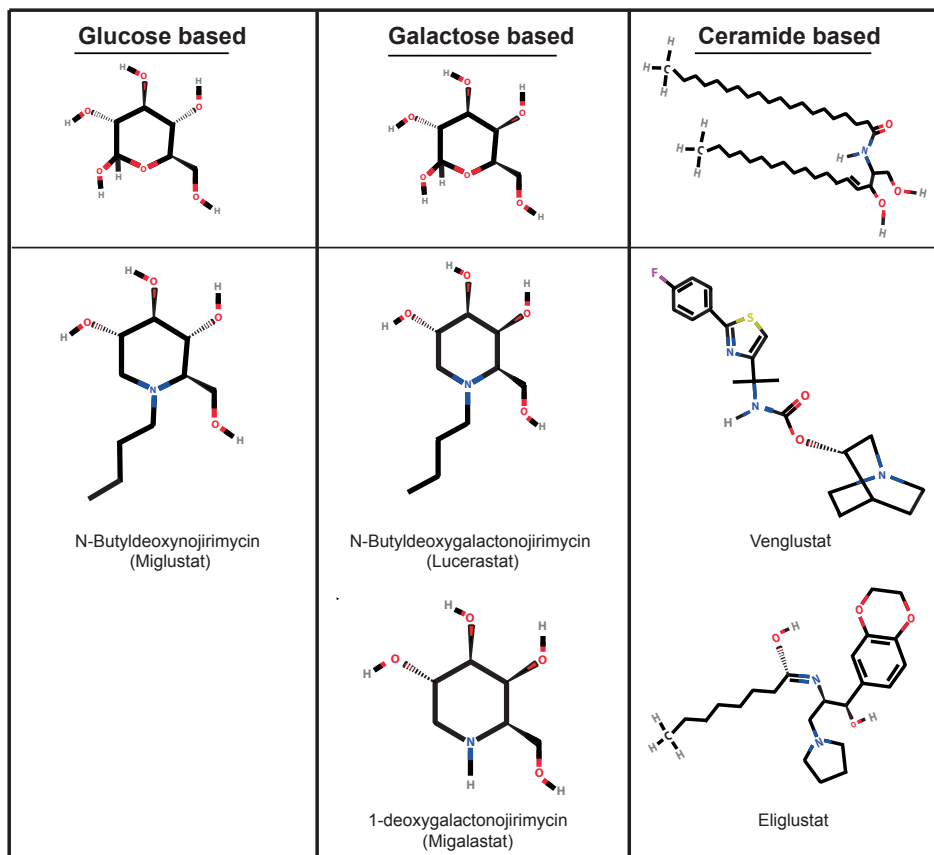 Glucose based
Galactose based
Ceramide based
H O
O H
H O
O
O H
H
O H
H O
O H
H O
O
O H
H
O H
H
H C
H
O
N
H
H
H C
H
O H
O
H
H O
H
O
H O
N
O H
N-Butyldeoxynojirimycin
(Miglustat)
H O
H
O
H O
N
O
H
N-Butyldeoxygalactonojirimycin
(Lucerastat)
F
S
N
N
H
O
O
N
Venglustat
H O
H
O
H O
N
H
O
H
1-deoxygalactonojirimycin
(Migalastat)
O
O
H
O
N
O H
N
H
C
H H
Eliglustat